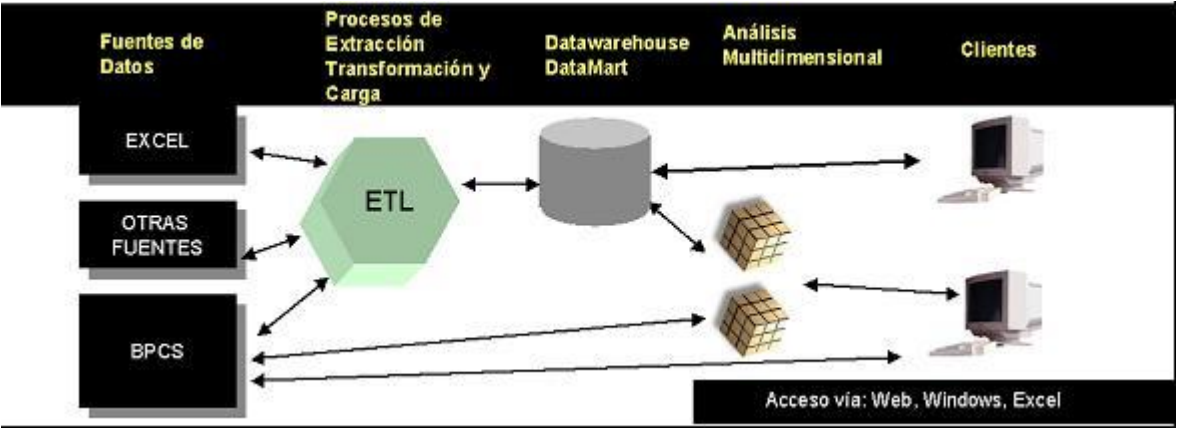 Fuentes de
Datos
Procesos de
Extracción
Transformación y
Carga
Datawarehouse
DataMart
Análisis
Multidimensional
Clientes
EXCEL
OTRAS
FUENTES
BPCS
ETL
Acceso vía: Web, Windows, Excel